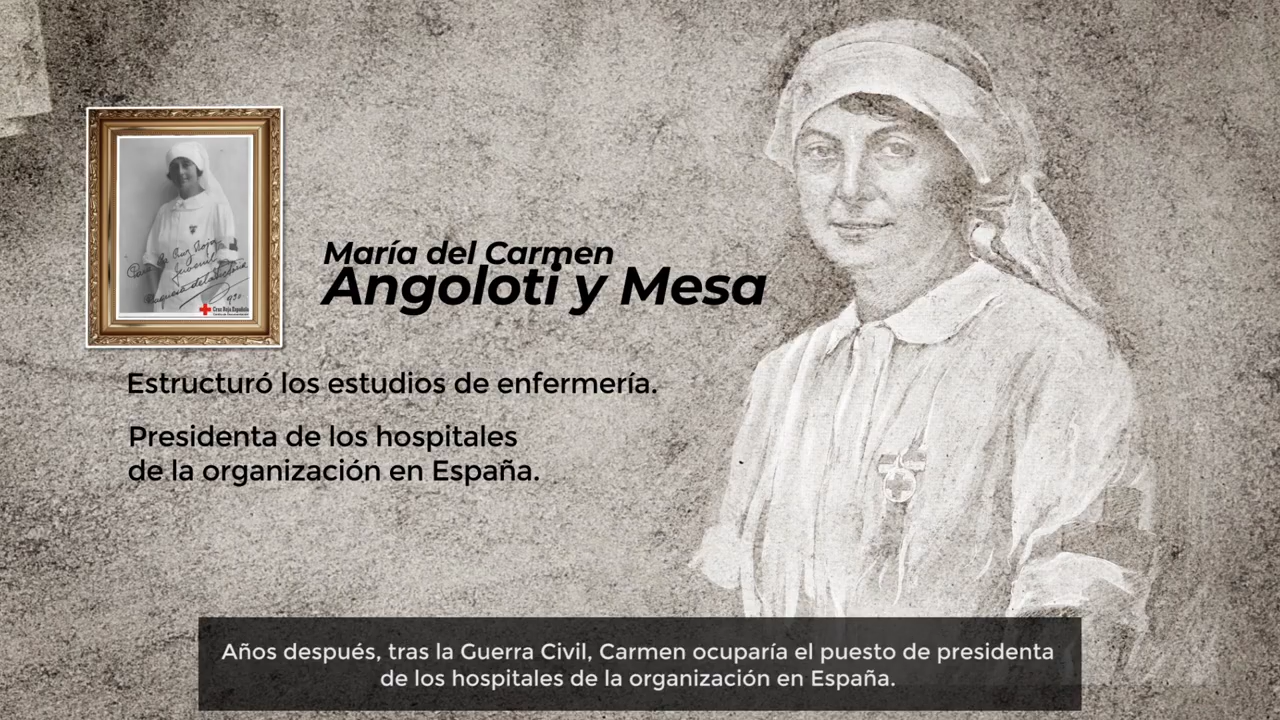 María del Carmen
Angoloti y Mesa
Cruz Roja Española
Estructuró los estudios de enfermería.
Presidenta de los hospitales
de la organización en España.
Años después, tras la Guerra Civil, Carmen ocuparía el puesto de presidenta
de los hospitales de la organización en España.